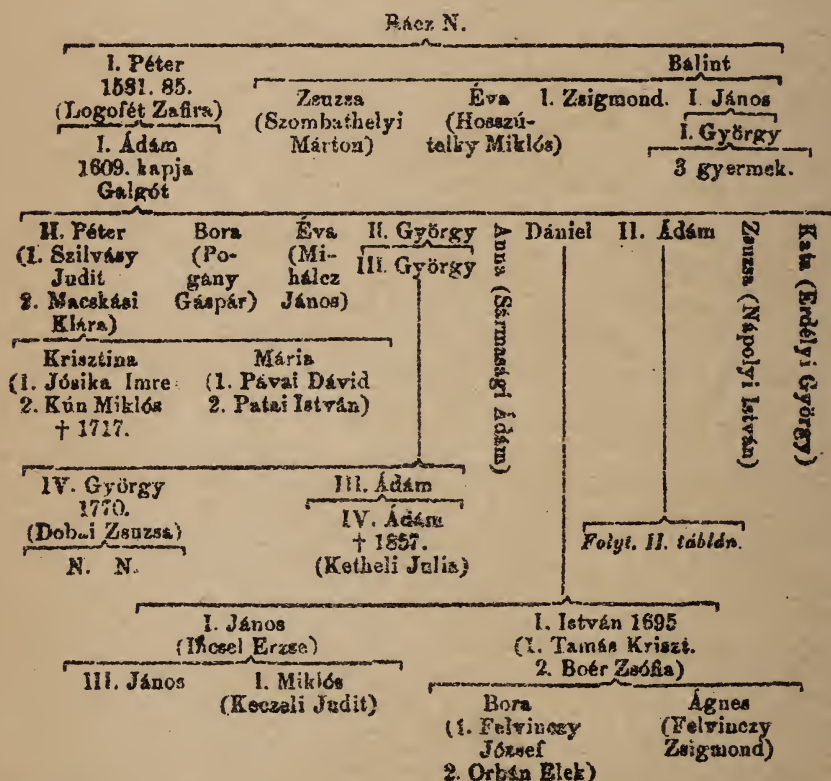 Rácz N.
I. Péter
1581. 85.
(Logofét Zafira)
I. Ádám
1609. kapja
Galgót
Bálint
Zsuzsa
(Szombathelyi
Márton)
Éva
(Hosszú-
telky Miklós)
I. Zsigmond.
I. János
I. György
3 gyermek.
II. Péter
(1. Szilvásy
Judit
2. Macskási
Klára)
Bora
(Po-
gány
Gáspár)
Éva
(Mi-
hálcz
János)
II. György
III. György
Anna (Sármasági Ádám)
Dániel
II. Ádám
Zsuzsa (Nápolyi István)
Kata (Erdélyi György)
Krisztina
(1. Jósika Imre
2. Kún Miklós
† 1717.
Mária
(1. Pávai Dávid
2. Patai István)
IV. György
1770.
(Dobai Zsuzsa)
N. N.
III. Ádám
IV. Ádám
† 1857.
(Ketheli Julia)
Folyt. II. táblán.
I. János
(Incsel Erzse)
III. János
I. Miklós
(Keczeli Judit)
I. István 1695
(1. Tamás Kriszt.
2. Boér Zsófia)
Bora
(1. Felvinczy
József
2. Orbán Elek)
Ágnes
(Felvinczy
Zsigmond)